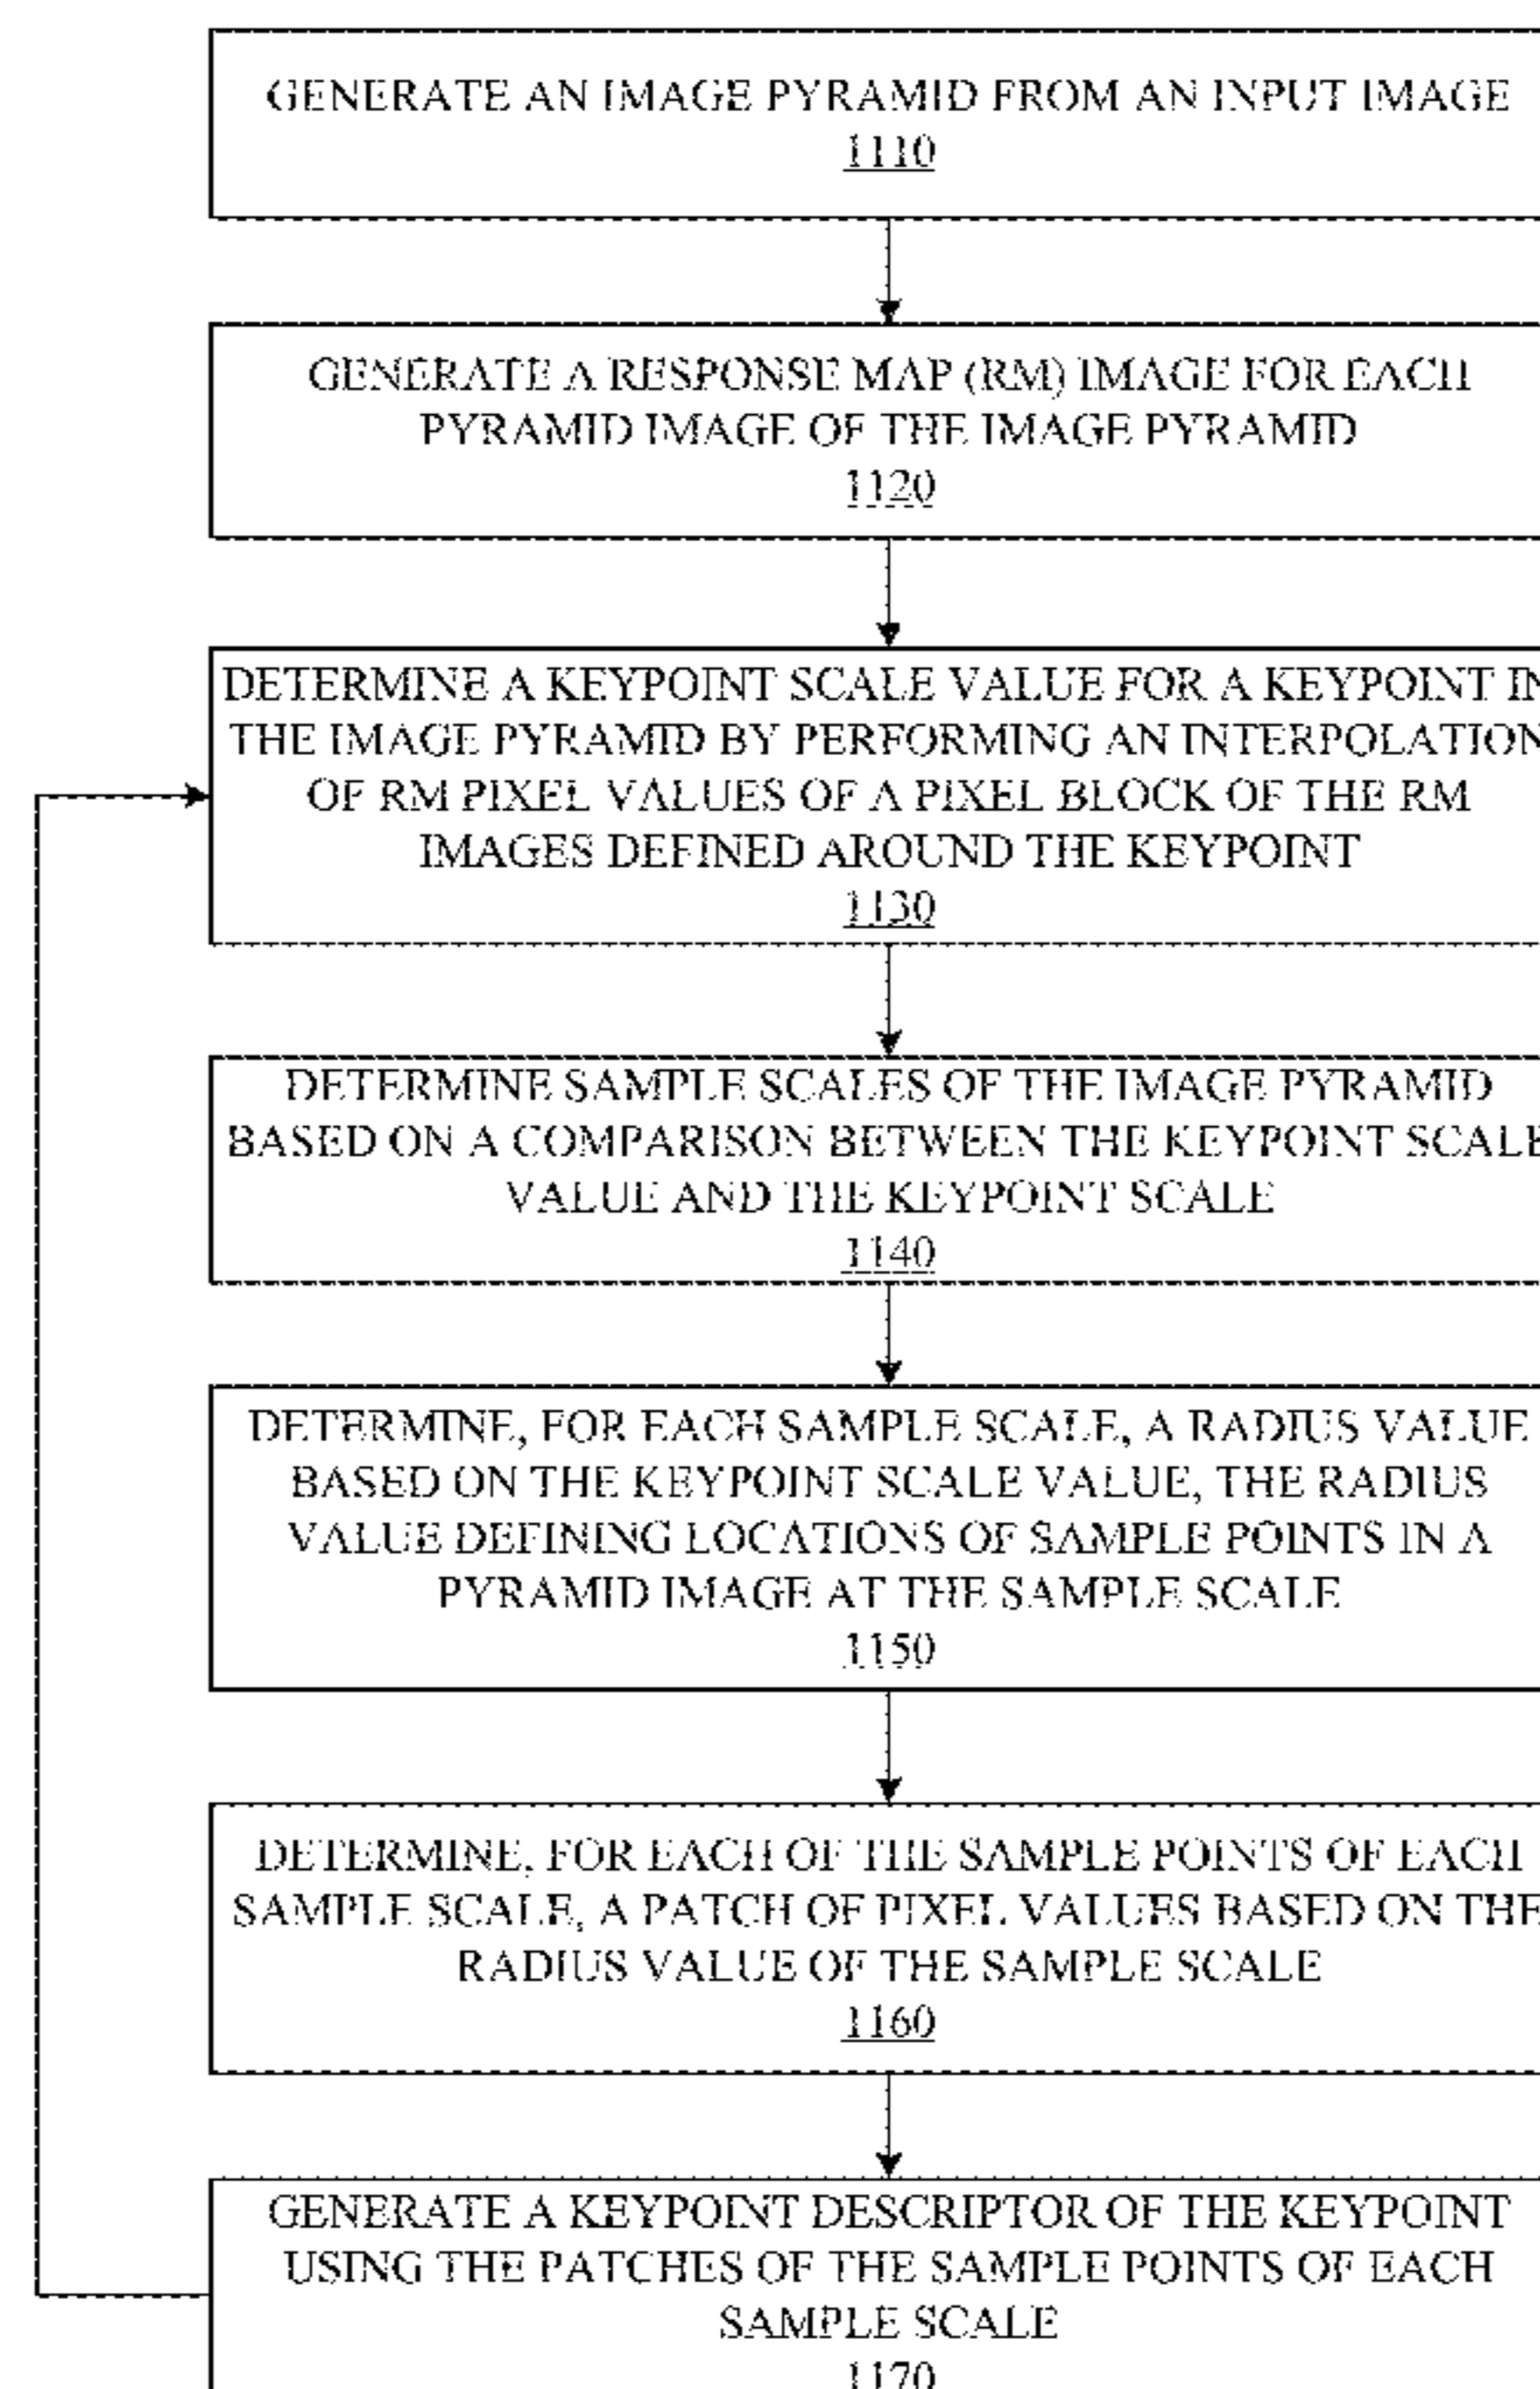 GENERATE AN IMAGE PYRAMID FROM AN INPUT IMAGE
1110
GENERATE A RESPONSE MAP (RM) IMAGE FOR EACH
PYRAMID IMAGE OF THE IMAGE PYRAMID
1120
DETERMINE A KEYPOINT SCALE VALUE FOR A KEYPOINT IN
THE IMAGE PYRAMID BY PERFORMING AN INTERPOLATION
OF RM PIXEL VALUES OF A PIXEL BLOCK OF THE RM
IMAGES DEFINED AROUND THE KEYPOINT
1130
DETERMINE SAMPLE SCALES OF THE IMAGE PYRAMID
BASED ON A COMPARISON BETWEEN THE KEYPOINT SCALE
VALUE AND THE KEYPOINT SCALE
1140
DETERMINE, FOR EACH SAMPLE SCALE, A RADIUS VALUE
BASED ON THE KEYPOINT SCALE VALUE, THE RADIUS
VALUE DEFINING LOCATIONS OF SAMPLE POINTS IN A
PYRAMID IMAGE AT THE SAMPLE SCALE
1150
DETERMINE, FOR EACH OF THE SAMPLE POINTS OF EACH
SAMPLE SCALE, A PATCH OF PIXEL VALUES BASED ON THE
RADIUS VALUE OF THE SAMPLE SCALE
1160
GENERATE A KEYPOINT DESCRIPTOR OF THE KEYPOINT
USING THE PATCHES OF THE SAMPLE POINTS OF EACH
SAMPLE SCALE
1170